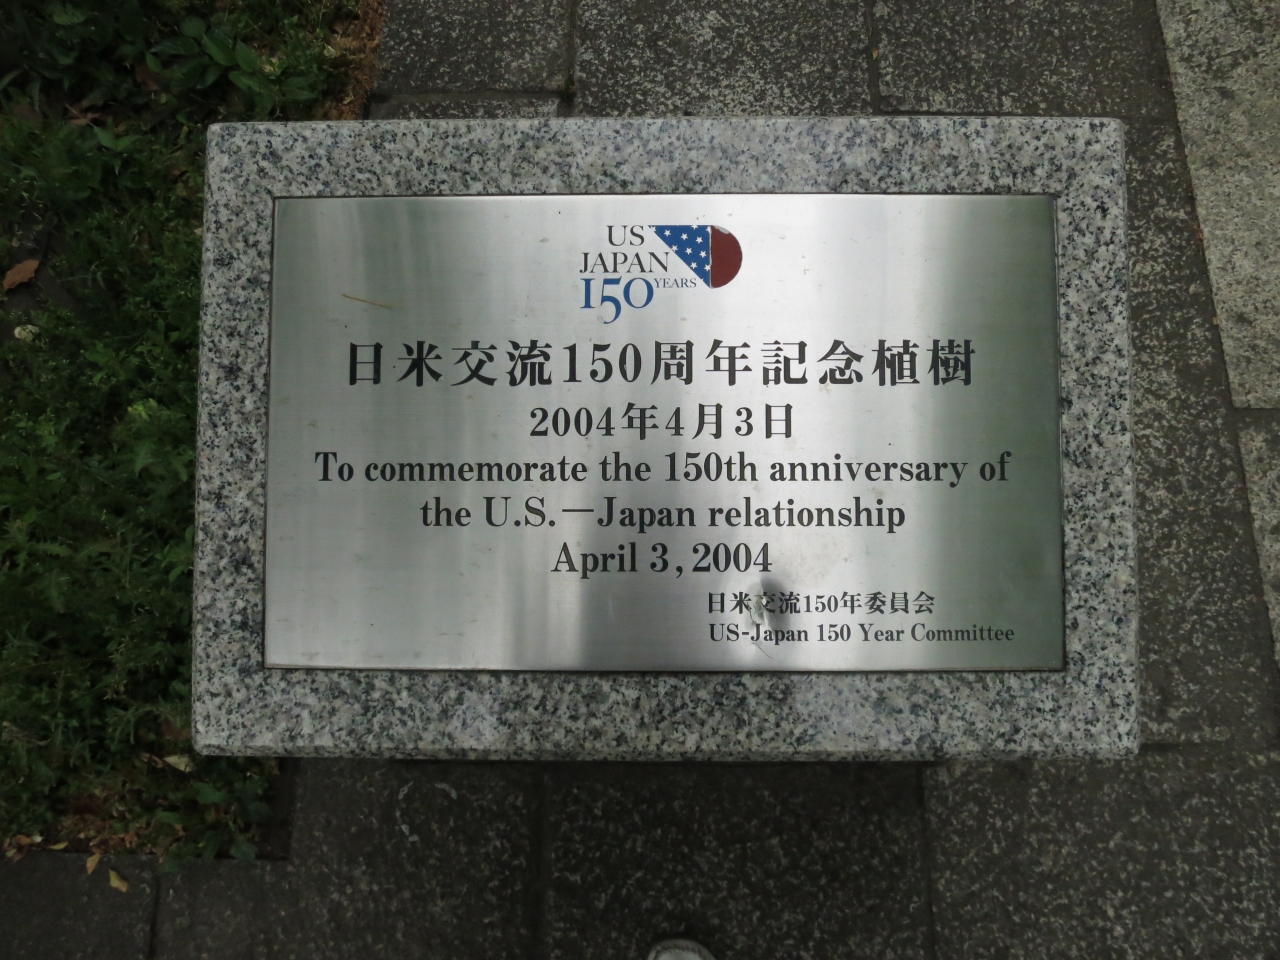 US
JAPAN
150 YEARS
日米交流150周年記念植樹
2004年4月3日
To commemorate the 150th anniversary of
the U.S.—Japan relationship
April 3, 2004
日米交流150年委員会
US-Japan 150 Year Committee